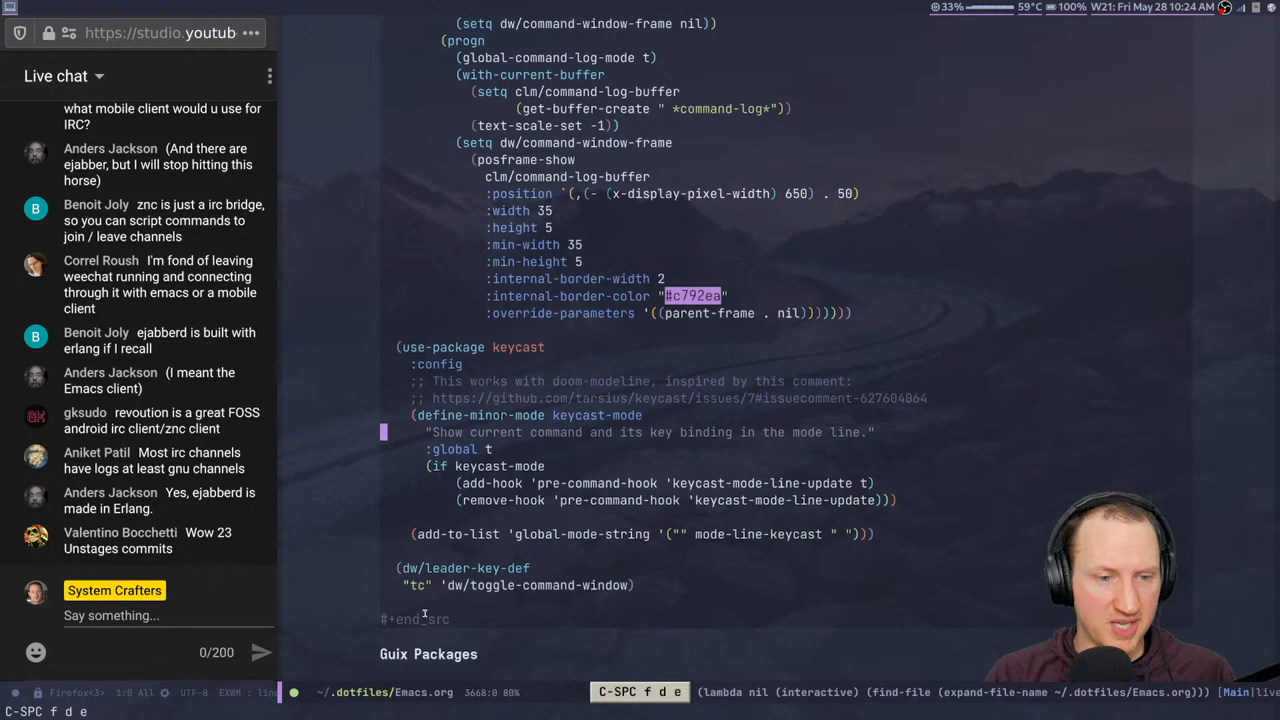 33% 59°C 100% W21: Fri May 28 10:24 AM
https://studio.youtub
Live chat
what mobile client would u use for
IRC?
Anders Jackson (And there are
ejabber, but I will stop hitting this
horse)
B Benoit Joly znc is just a irc bridge,
so you can script commands to
join / leave channels
Correl Roush I'm fond of leaving
weechat running and connecting
through it with emacs or a mobile
client
B Benoit Joly ejabberd is built with
erlang if I recall
Anders Jackson (I meant the
Emacs client)
gksudo revoution is a great FOSS
android irc client/znc client
Aniket Patil Most irc channels
have logs at least gnu channels
Anders Jackson Yes, ejabberd is
made in Erlang.
Valentino Bocchetti Wow 23
Unstages commits
System Crafters
Say something...
0/200
(setq dw/command-window-frame nil))
(progn
(global-command-log-mode t)
(with-current-buffer
(setq clm/command-log-buffer
(get-buffer-create " *command-log*"))
(text-scale-set -1))
(setq dw/command-window-frame
(posframe-show
clm/command-log-buffer
:position `(,(- (x-display-pixel-width) 650) . 50)
:width 35
:height 5
:min-width 35
:min-height 5
:internal-border-width 2
:internal-border-color "#c792ea"
:override-parameters '((parent-frame . nil)))))))
(use-package keycast
:config
;; This works with doom-modeline, inspired by this comment:
;; https://github.com/tarsius/keycast/issues/7#issuecomment-627604064
(define-minor-mode keycast-mode
"Show current command and its key binding in the mode line."
:global t
(if keycast-mode
(add-hook 'pre-command-hook 'keycast-mode-line-update t)
(remove-hook 'pre-command-hook 'keycast-mode-line-update)))
(add-to-list 'global-mode-string '("" mode-line-keycast " ")))
(dw/leader-key-def
"tc" 'dw/toggle-command-window)
#+end_src
Guix Packages
Firefox<3> 1:0 All UTF-8 EXWM : line
~/.dotfiles/Emacs.org 3668:0 80% C-SPC f d e (lambda nil (interactive) (find-file (expand-file-name ~/.dotfiles/Emacs.org))) [Main|live
C-SPC f d e